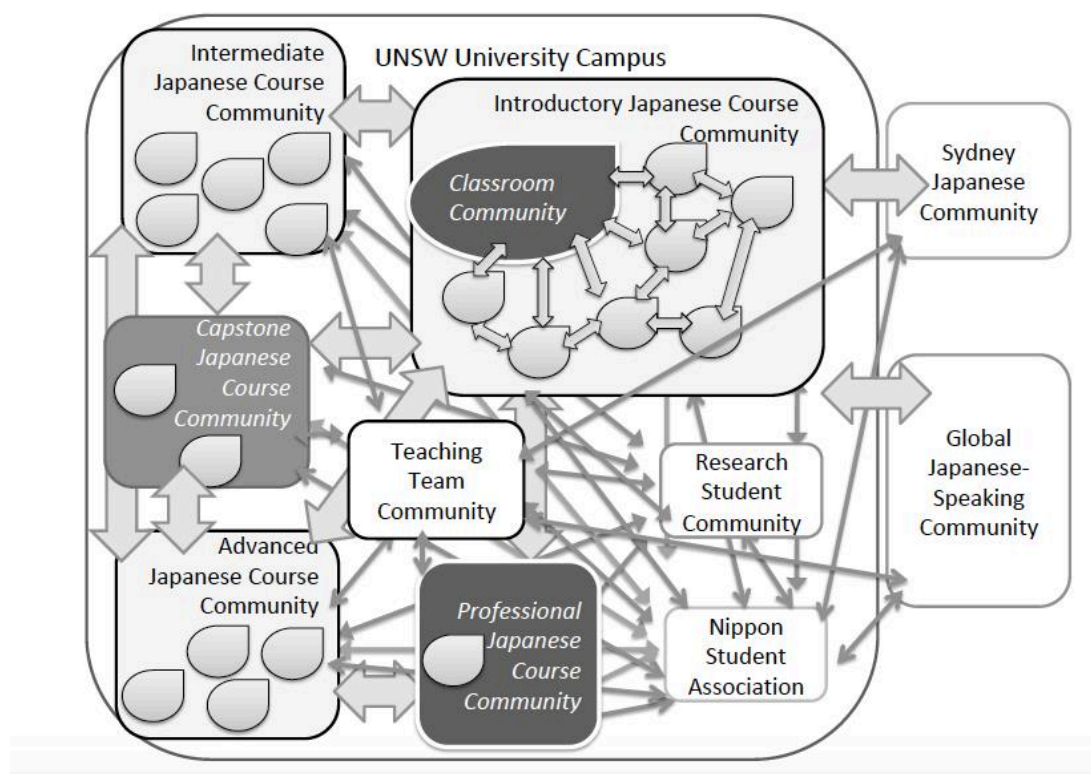 UNSW University Campus
Intermediate
Japanese Course
Community
Introductory Japanese Course
Community
Classroom
Community
Sydney
Japanese
Community
Capstone
Japanese
Course
Community
Teaching
Team
Community
Research
Student
Community
Global
Japanese-
Speaking
Community
Advanced
Japanese Course
Community
Professional
Japanese
Course
Community
Nippon
Student
Association